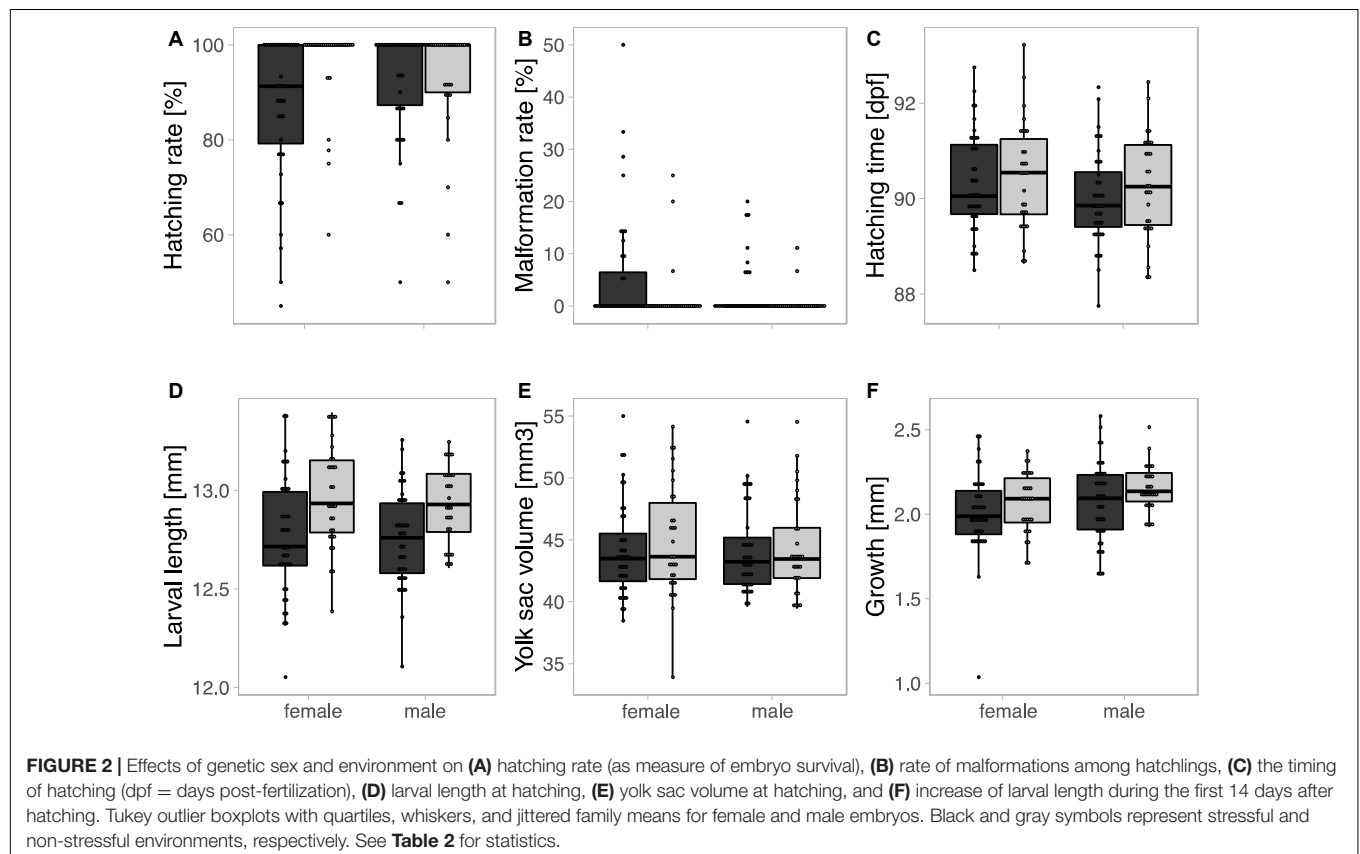 A
B
C
Hatching rate [%]
100
80
60
Malformation rate [%]
50
40
30
20
10
0
Hatching time [dpf]
92
90
88
D
E
F
Larval length [mm]
13.0
12.5
12.0
female
male
Yolk sac volume [mm3]
55
50
45
40
35
female
male
Growth [mm]
2.5
2.0
1.5
1.0
female
male
FIGURE 2 | Effects of genetic sex and environment on (A) hatching rate (as measure of embryo survival), (B) rate of malformations among hatchlings, (C) the timing
of hatching (dpf = days post-fertilization), (D) larval length at hatching, (E) yolk sac volume at hatching, and (F) increase of larval length during the first 14 days after
hatching. Tukey outlier boxplots with quartiles, whiskers, and jittered family means for female and male embryos. Black and gray symbols represent stressful and
non-stressful environments, respectively. See Table 2 for statistics.